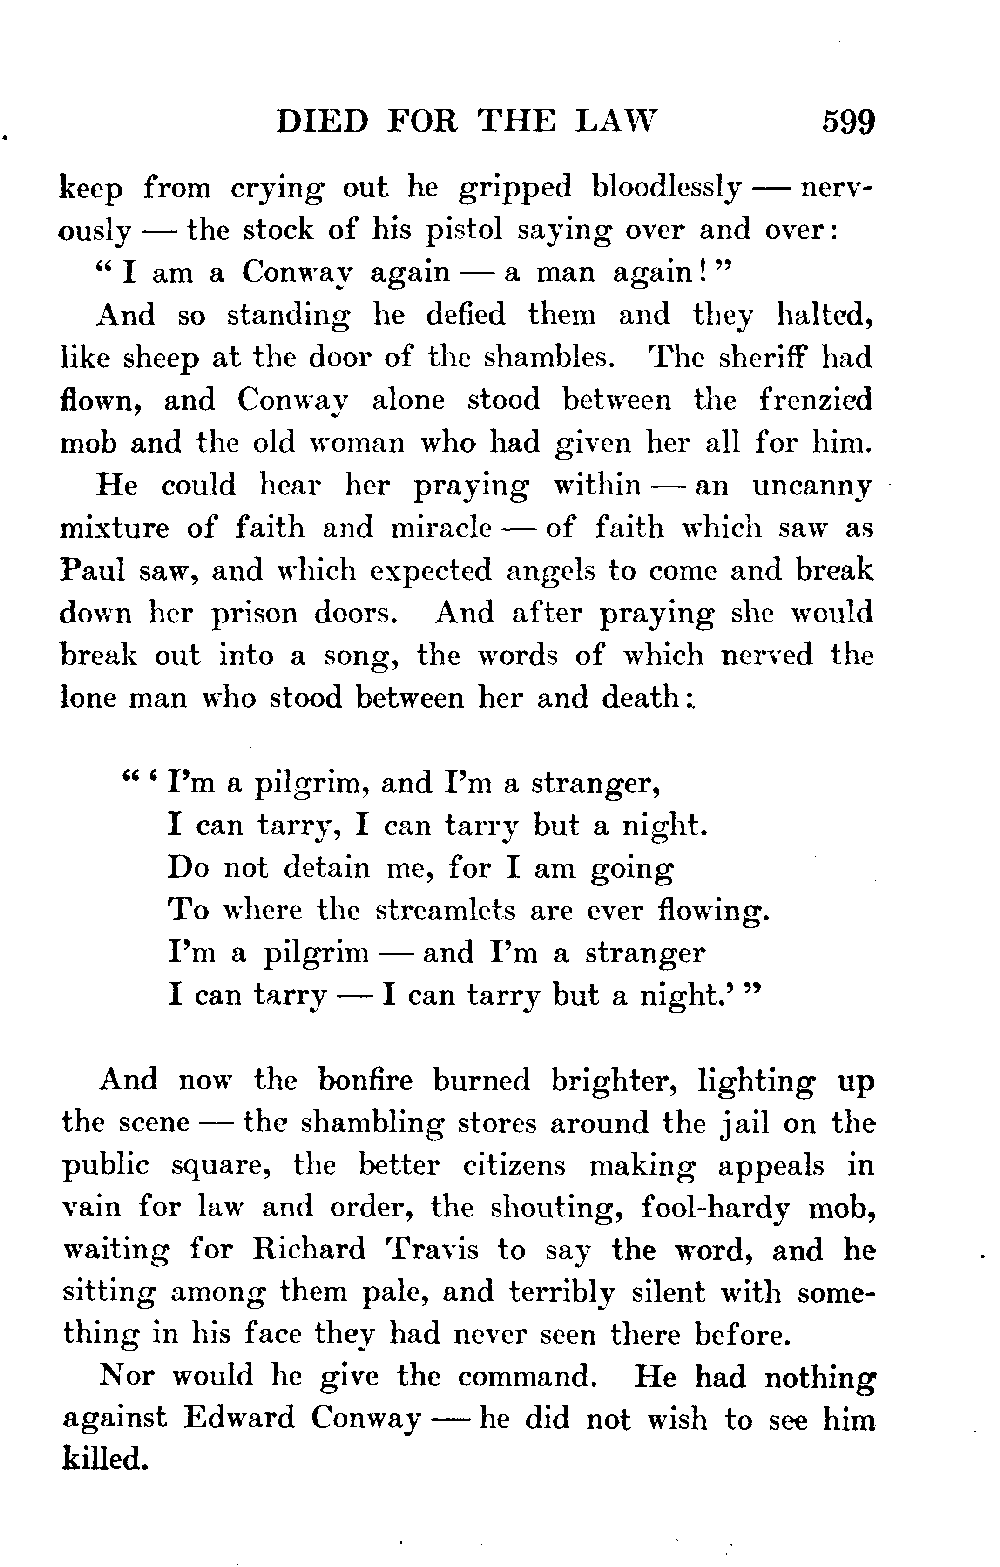 DIED FOR THE LAW 599
keep from crying out he gripped bloodlessly — nerv-
ously — the stock of his pistol saying over and over:
“ I am a Conway again — a man again! ”
And so standing he defied them and they halted,
like sheep at the door of the shambles. The sheriff had
flown, and Conway alone stood between the frenzied
mob and the old woman who had given her all for him.
He could hear her praying within — an uncanny
mixture of faith and miracle — of faith which saw as
Paul saw, and which expected angels to come and break
down her prison doors. And after praying she would
break out into a song, the words of which nerved the
lone man who stood between her and death:
“ ‘ I’m a pilgrim, and I’m a stranger,
I can tarry, I can tarry but a night.
Do not detain me, for I am going
To where the streamlets are ever flowing.
I’m a pilgrim — and I’m a stranger
I can tarry — I can tarry but a night.’ ”
And now the bonfire burned brighter, lighting up
the scene — the shambling stores around the jail on the
public square, the better citizens making appeals in
vain for law and order, the shouting, fool-hardy mob,
waiting for Richard Travis to say the word, and he
sitting among them pale, and terribly silent with some-
thing in his face they had never seen there before.
Nor would he give the command. He had nothing
against Edward Conway — he did not wish to see him
killed.